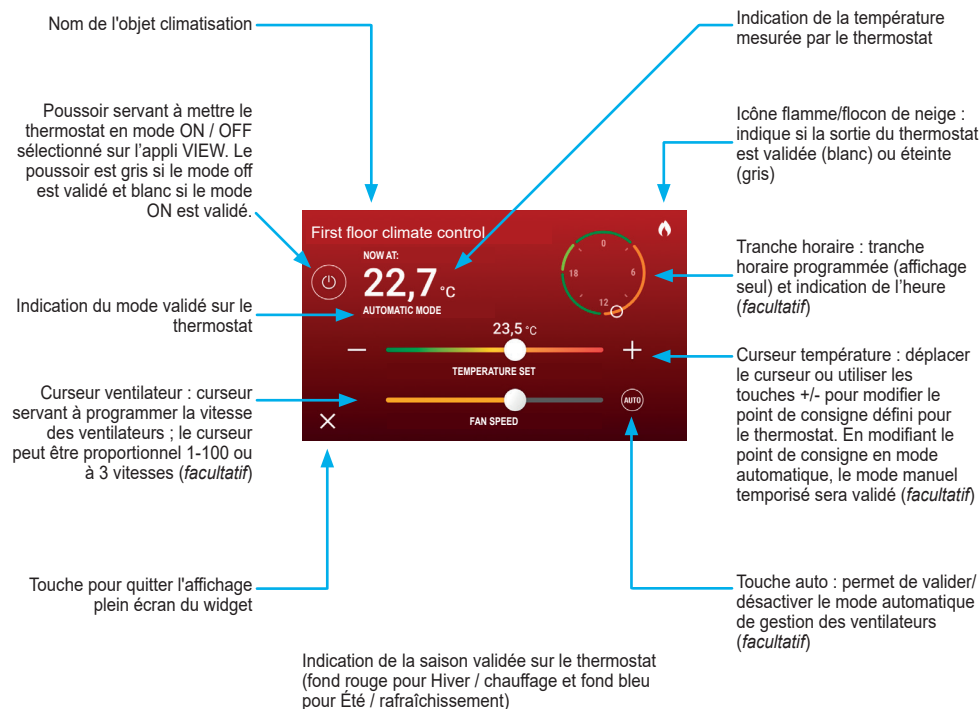 Nom de l'objet climatisation
Indication de la température
mesurée par le thermostat
Poussoir servant à mettre le
thermostat en mode ON / OFF
sélectionné sur l'appli VIEW. Le
poussoir est gris si le mode off
est validé et blanc si le mode
ON est validé.
Icône flamme/flocon de neige :
indique si la sortie du thermostat
est validée (blanc) ou éteinte
(gris)
First floor climate control
NOW AT:
22,7 °C
AUTOMATIC MODE
0
6
12
18
23,5 °C
TEMPERATURE SET
FAN SPEED
AUTO
Tranche horaire : tranche
horaire programmée (affichage
seul) et indication de l'heure
(facultatif)
Indication du mode validé sur le
thermostat
Curseur température : déplacer
le curseur ou utiliser les
touches +/- pour modifier le
point de consigne défini pour
le thermostat. En modifiant le
point de consigne en mode
automatique, le mode manuel
temporisé sera validé (facultatif)
Curseur ventilateur : curseur
servant à programmer la vitesse
des ventilateurs ; le curseur
peut être proportionnel 1-100 ou
à 3 vitesses (facultatif)
Touche pour quitter l'affichage
plein écran du widget
Touche auto : permet de valider/
désactiver le mode automatique
de gestion des ventilateurs
(facultatif)
Indication de la saison validée sur le thermostat
(fond rouge pour Hiver / chauffage et fond bleu
pour Été / rafraîchissement)